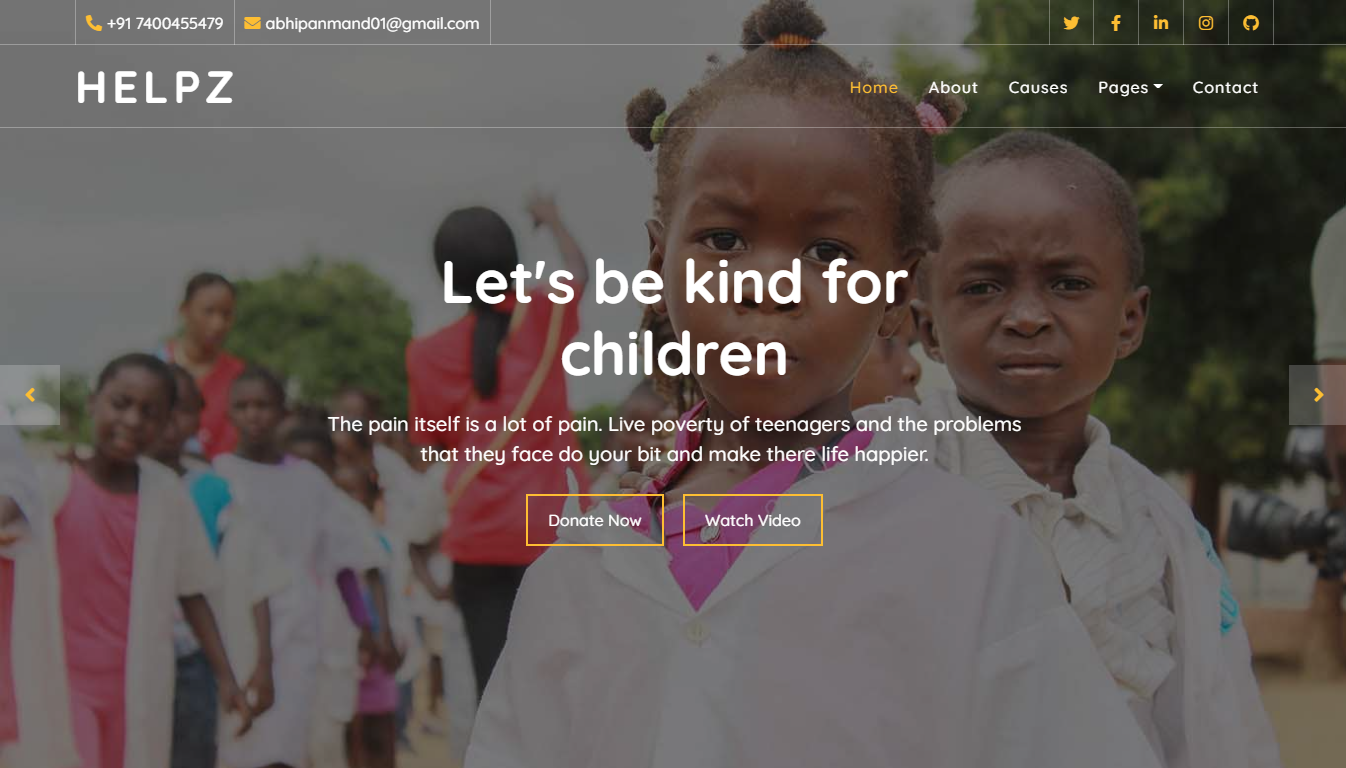 +91 7400455479
abhipanmand01@gmail.com
HELPZ
Home
About
Causes
Pages
Contact
Let's be kind for
children
The pain itself is a lot of pain. Live poverty of teenagers and the problems
that they face do your bit and make there life happier.
Donate Now
Watch Video